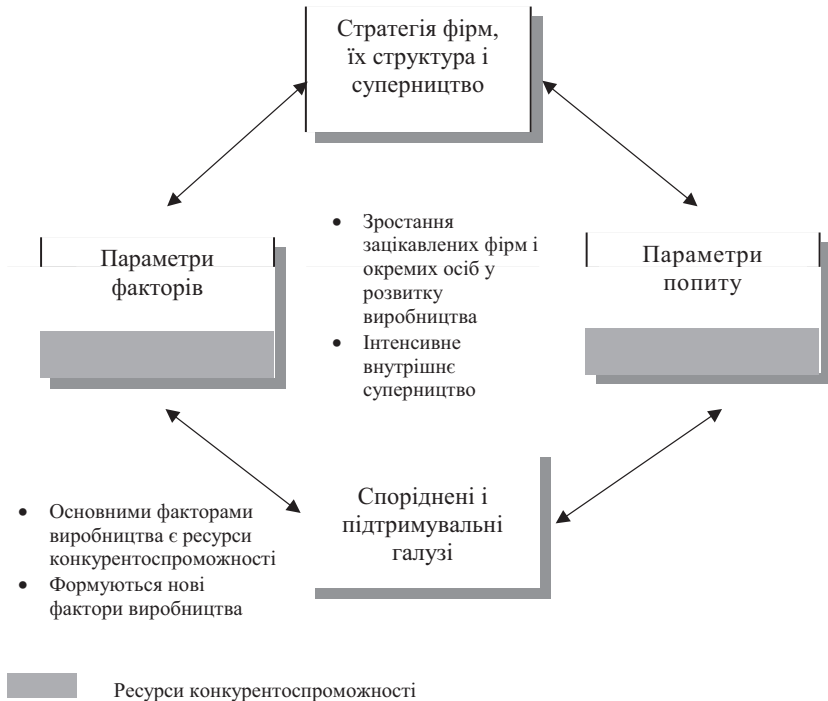 Стратегія фірм,
їх структура і
суперництво
Параметри
факторів
• Зростання
зацікавлених фірм і
окремих осіб у
розвитку
виробництва
• Інтенсивне
внутрішнє
суперництво
Параметри
попиту
Споріднені і
підтримувальні
галузі
• Основними факторами
виробництва є ресурси
конкурентоспроможності
• Формуються нові
фактори виробництва
Ресурси конкурентоспроможності